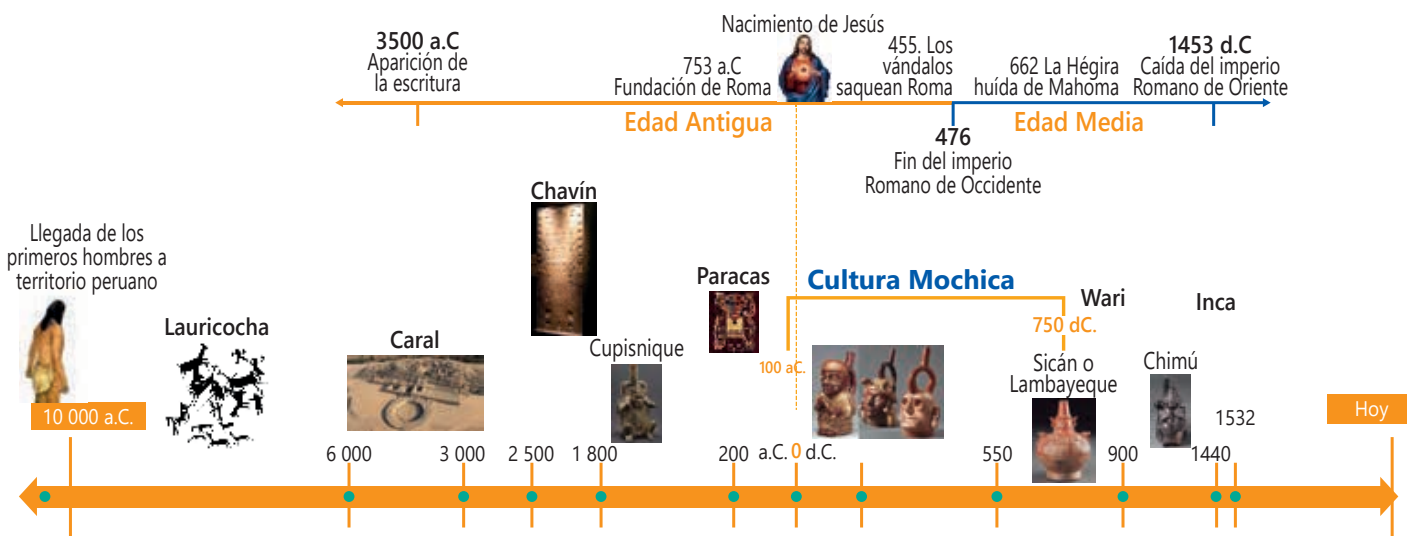 Nacimiento de Jesús
3500 a.C
Aparición de
la escritura
753 a.C
Fundación de Roma
455. Los
vándalos
saquean Roma
662 La Hégira
huída de Mahoma
1453 d.C
Caída del imperio
Romano de Oriente
Edad Antigua
Edad Media
476
Fin del imperio
Romano de Occidente
Llegada de los
primeros hombres a
territorio peruano
10 000 a.C.
Lauricocha
Caral
Chavín
Cupisnique
Paracas
Cultura Mochica
100 aC.
750 dC.
Wari
Sicán o
Lambayeque
Chimú
Inca
1532
Hoy
6 000
3 000
2 500
1 800
200
a.C. 0 d.C.
550
900
1440